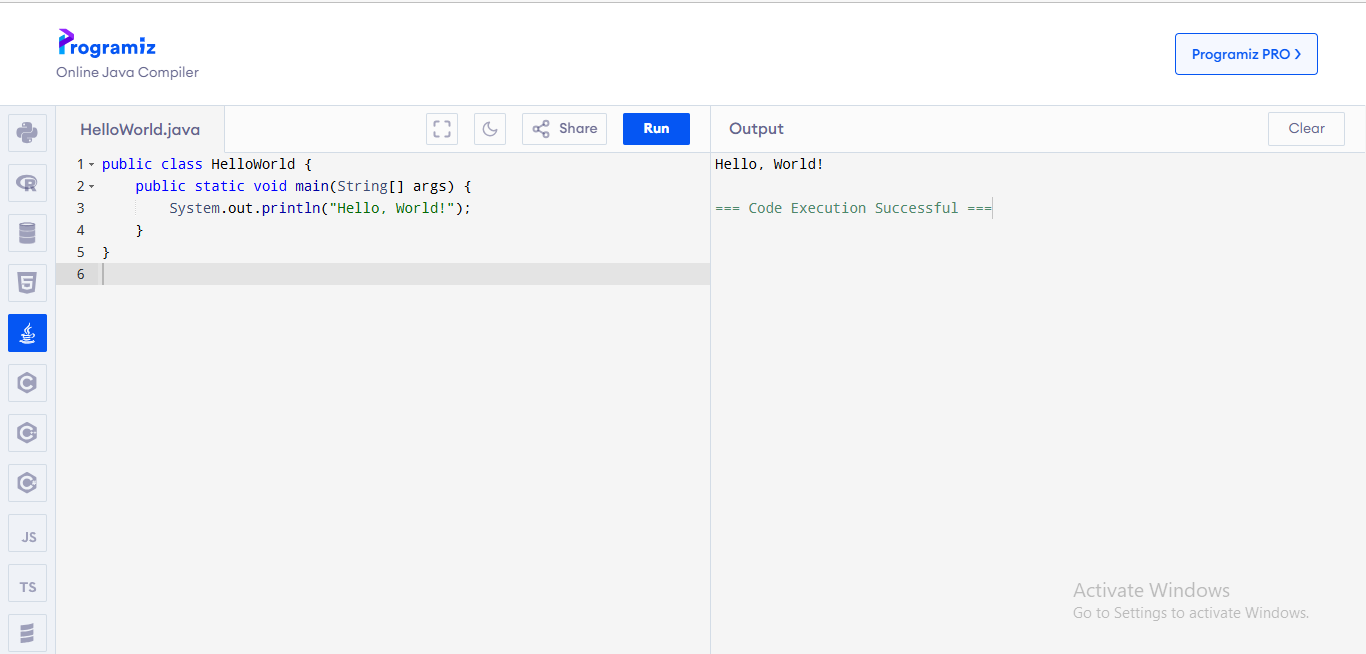 Programiz
Online Java Compiler
Programiz PRO >
HelloWorld.java
Share
Run
Output
Clear
1 public class HelloWorld {
2     public static void main(String[] args) {
3         System.out.println("Hello, World!");
4     }
5 }
6
Hello, World!
=== Code Execution Successful ===
JS
TS
Activate Windows
Go to Settings to activate Windows.